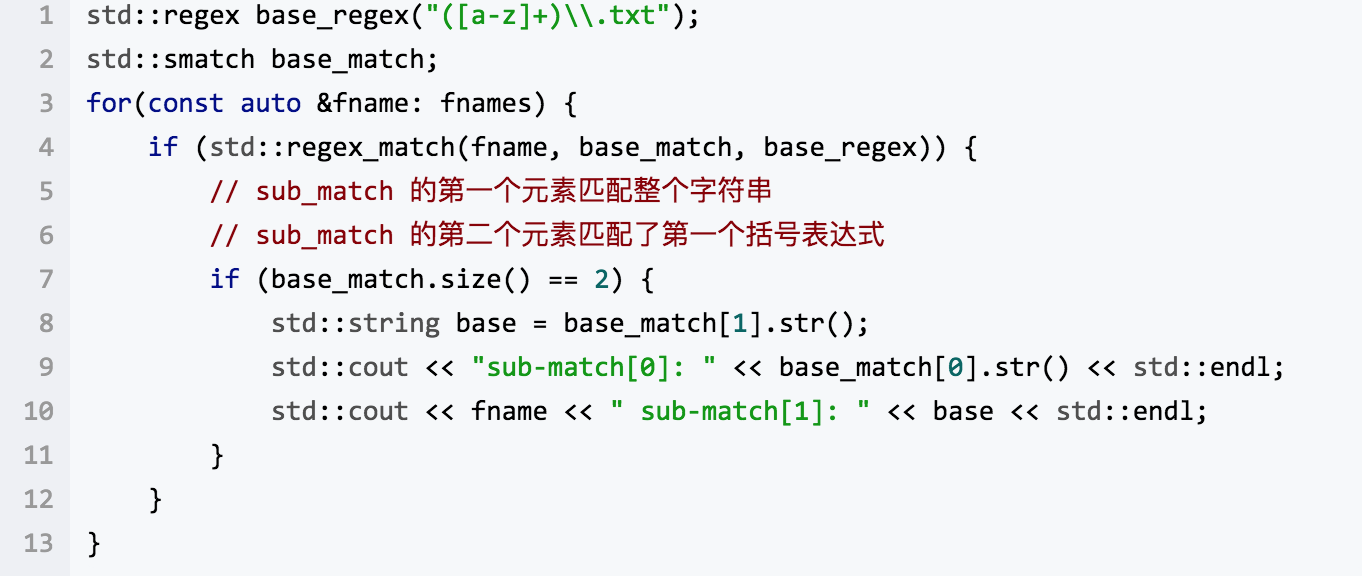 1 std::regex base_regex("([a-z]+)\\.txt");
2 std::smatch base_match;
3 for(const auto &fname: fnames) {
4     if (std::regex_match(fname, base_match, base_regex)) {
5         // sub_match 的第一个元素匹配整个字符串
6         // sub_match 的第二个元素匹配了第一个括号表达式
7         if (base_match.size() == 2) {
8             std::string base = base_match[1].str();
9             std::cout << "sub-match[0]: " << base_match[0].str() << std::endl;
10             std::cout << fname << " sub-match[1]: " << base << std::endl;
11         }
12     }
13 }